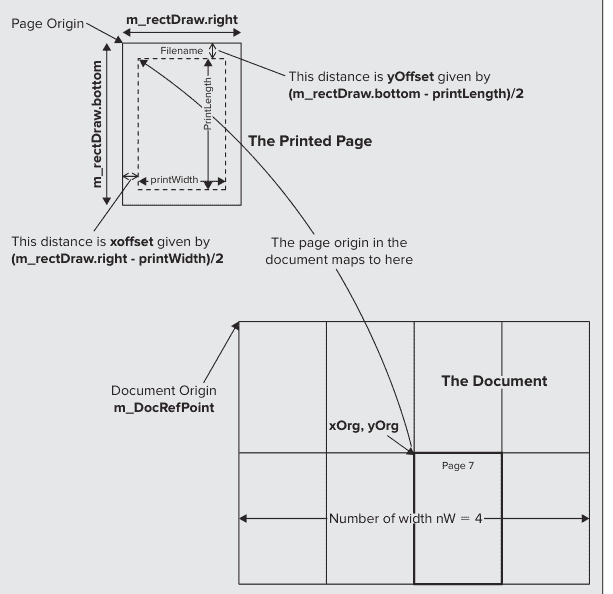 Page Origin
m_rectDraw.right
Filename
m_rectDraw.bottom
PrintLength
This distance is yOffset given by
(m_rectDraw.bottom - printLength)/2
The Printed Page
printWidth
This distance is xoffset given by
(m_rectDraw.right - printWidth)/2
The page origin in the
document maps to here
Document Origin
m_DocRefPoint
The Document
xOrg, yOrg
Page 7
Number of width nW = 4